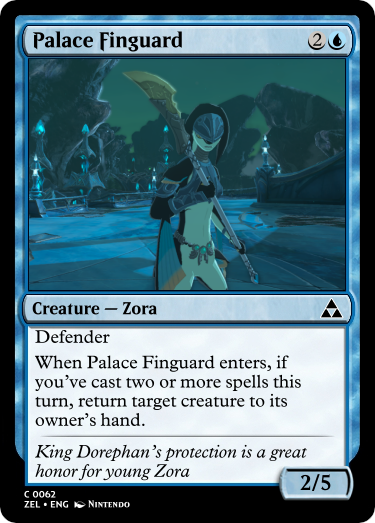 Palace Finguard 2
Creature — Zora
Defender
When Palace Finguard enters, if
you've cast two or more spells this
turn, return target creature to its
owner's hand.
King Dorephan's protection is a great
honor for young Zora
2/5
C 0062
ZEL • ENG Nintendo